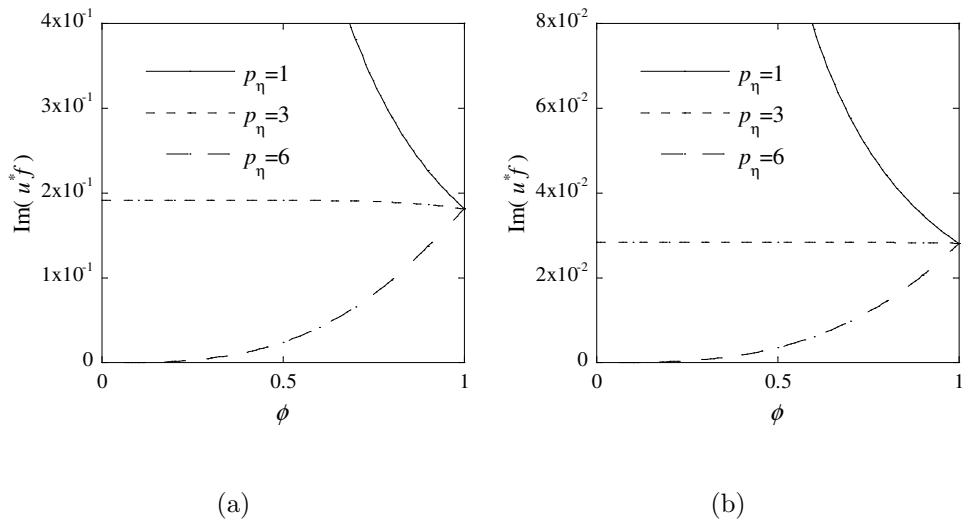 4x10⁻¹
3x10⁻¹
2x10⁻¹
1x10⁻¹
0
Im( u*f )
p_η=1
p_η=3
p_η=6
0
0.5
1
ϕ
(a)
8x10⁻²
6x10⁻²
4x10⁻²
2x10⁻²
0
Im( u*f )
p_η=1
p_η=3
p_η=6
0
0.5
1
ϕ
(b)